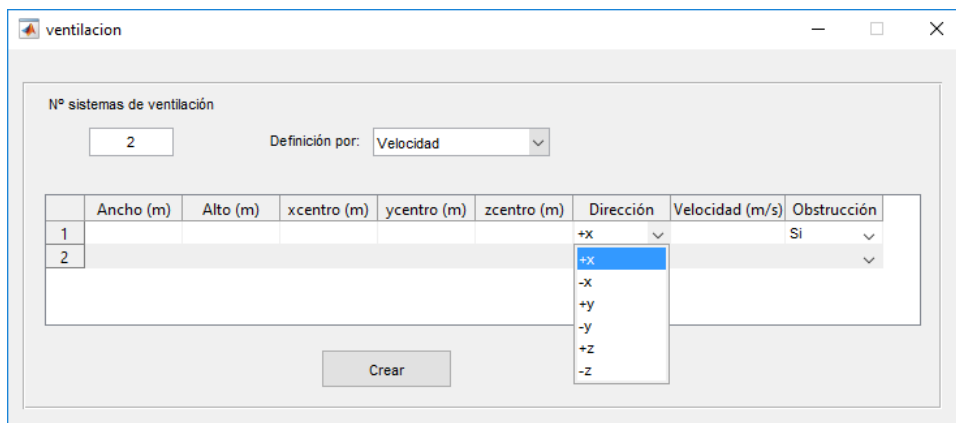 ventilacion
Nº sistemas de ventilación
2 Definición por: Velocidad
Ancho (m) Alto (m) xcentro (m) ycentro (m) zcentro (m) Dirección Velocidad (m/s) Obstrucción
1 +x Si
2
+x
-x
+y
-y
+z
-z
Crear